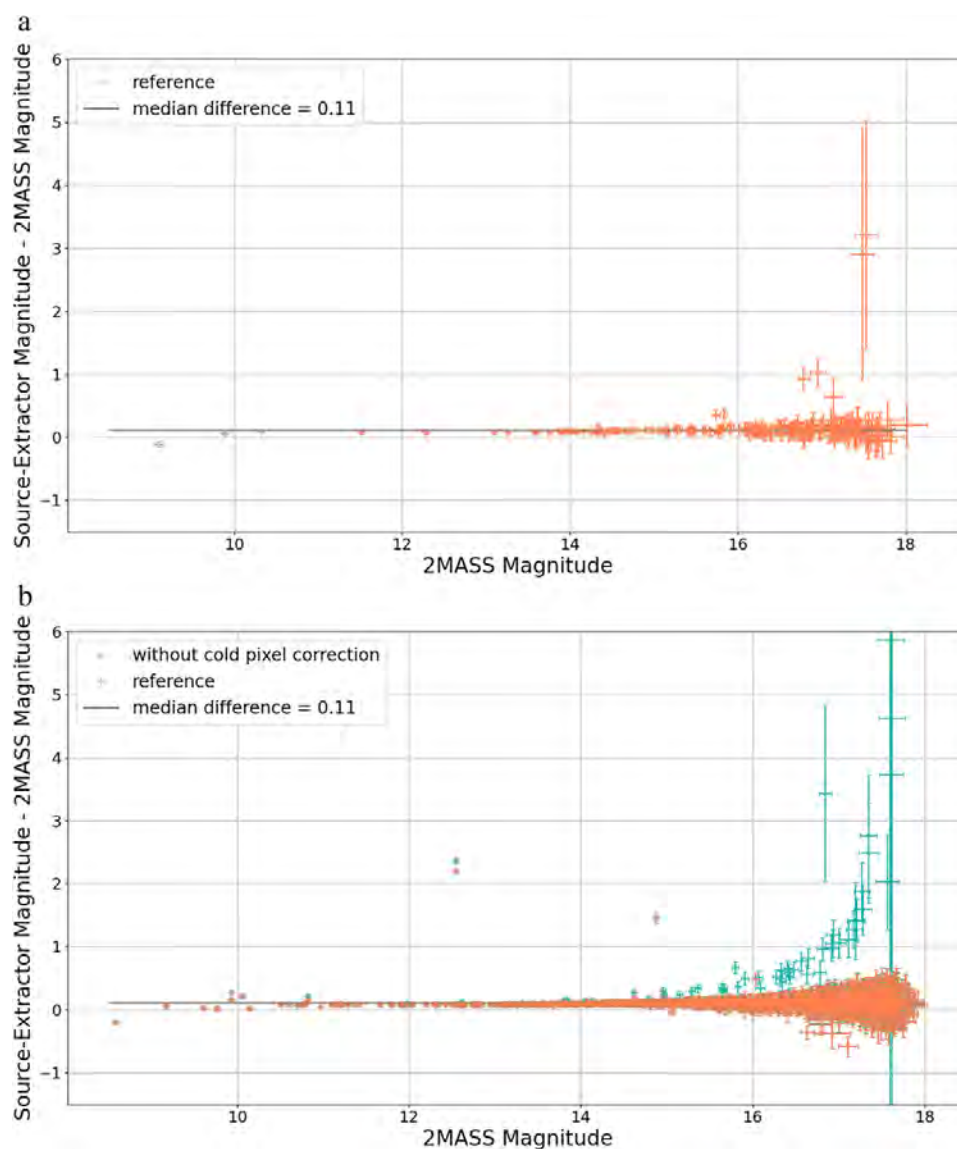 a
Source-Extractor Magnitude - 2MASS Magnitude
6
5
4
3
2
1
0
−1
reference
median difference = 0.11
10
12
14
16
18
2MASS Magnitude
b
Source-Extractor Magnitude - 2MASS Magnitude
6
5
4
3
2
1
0
−1
without cold pixel correction
reference
median difference = 0.11
10
12
14
16
18
2MASS Magnitude